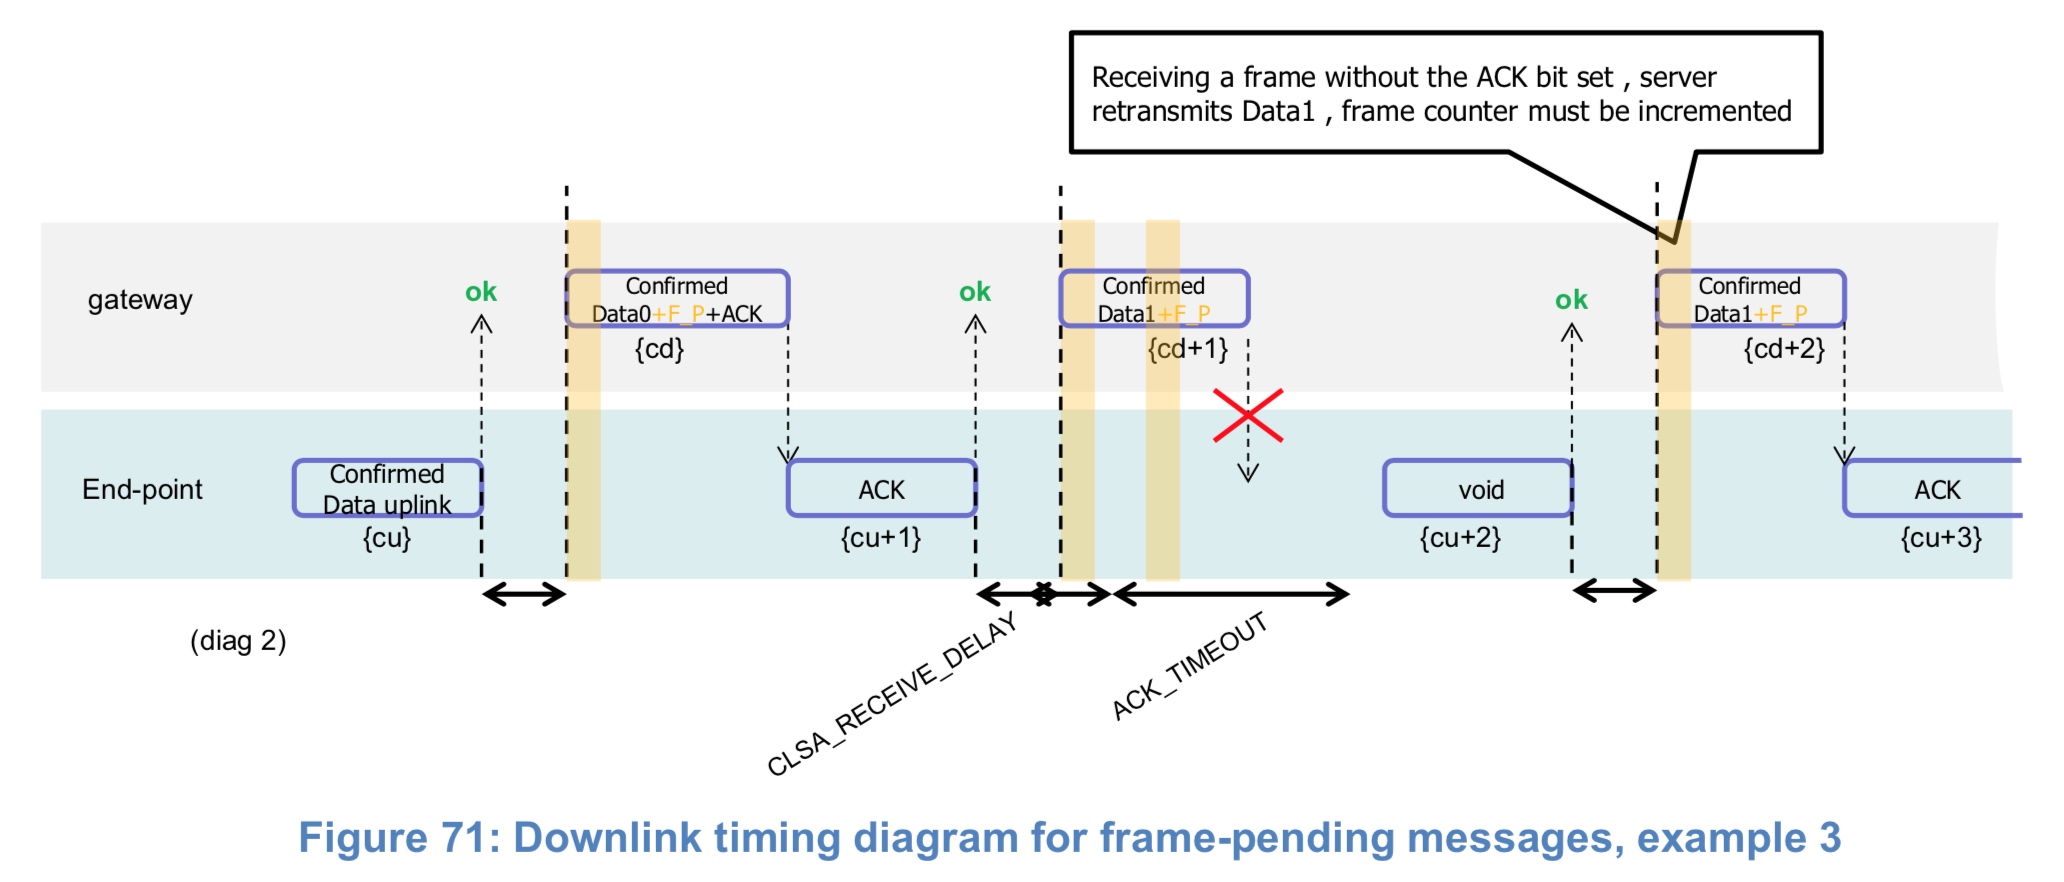 Receiving a frame without the ACK bit set , server
retransmits Data1 , frame counter must be incremented
gateway
ok
Confirmed
Data0+F_P+ACK
{cd}
ok
Confirmed
Data1+F_P
{cd+1}
ok
Confirmed
Data1+F_P
{cd+2}
End-point
Confirmed
Data uplink
{cu}
ACK
{cu+1}
void
{cu+2}
ACK
{cu+3}
(diag 2)
CLSA_RECEIVE_DELAY
ACK_TIMEOUT
Figure 71: Downlink timing diagram for frame-pending messages, example 3